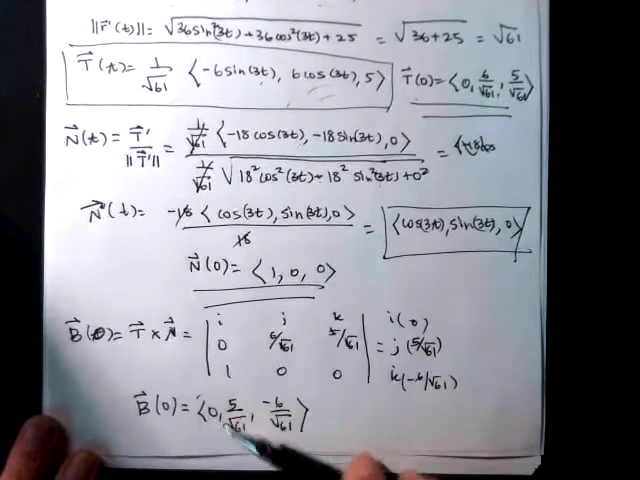 ||r⃗'(t)|| = √(36sin²(3t) + 36cos²(3t) + 25) = √(36+25) = √61
T⃗(t) = 1/√61 ⟨-6sin(3t), 6cos(3t), 5⟩ T⃗(0) = ⟨0, 6/√61, 5/√61⟩
N⃗(t) = T⃗'/||T⃗'|| = (1/√61 ⟨-18cos(3t), -18sin(3t), 0⟩)/(1/√61 √(18²cos²(3t) + 18² sin²(3t) + 0²)) =
N⃗(t) = -18⟨cos(3t), sin(3t), 0⟩/18 = ⟨cos(3t), sin(3t), 0⟩
N⃗(0) = ⟨1, 0, 0⟩
i j k i(0)
B⃗(0) = T⃗ × N⃗ = |0 6/√61 5/√61| = j(5/√61)
1 0 0 k(-6/√61)
B⃗(0) = ⟨0, 5/√61, -6/√61⟩